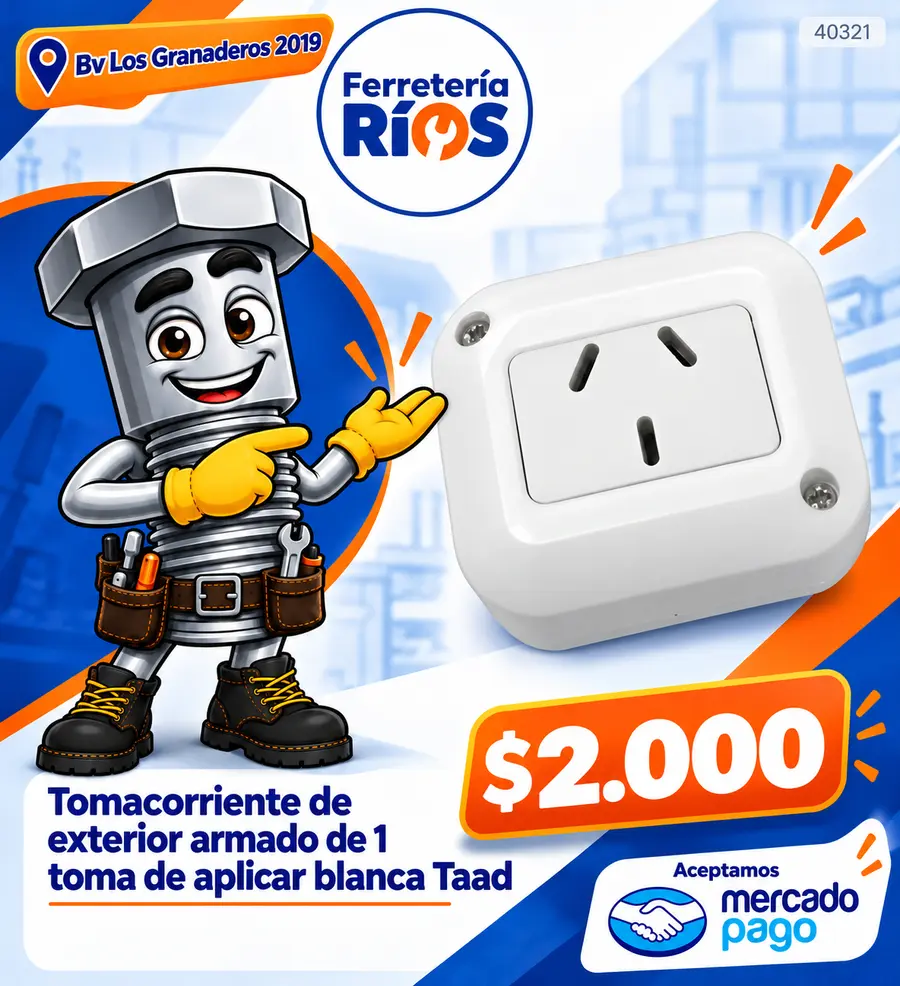 Bv Los Granaderos 2019
Ferretería
RÍOS
40321
$2.000
Tomacorriente de
exterior armado de 1
toma de aplicar blanca Taad
Aceptamos
mercado
pago